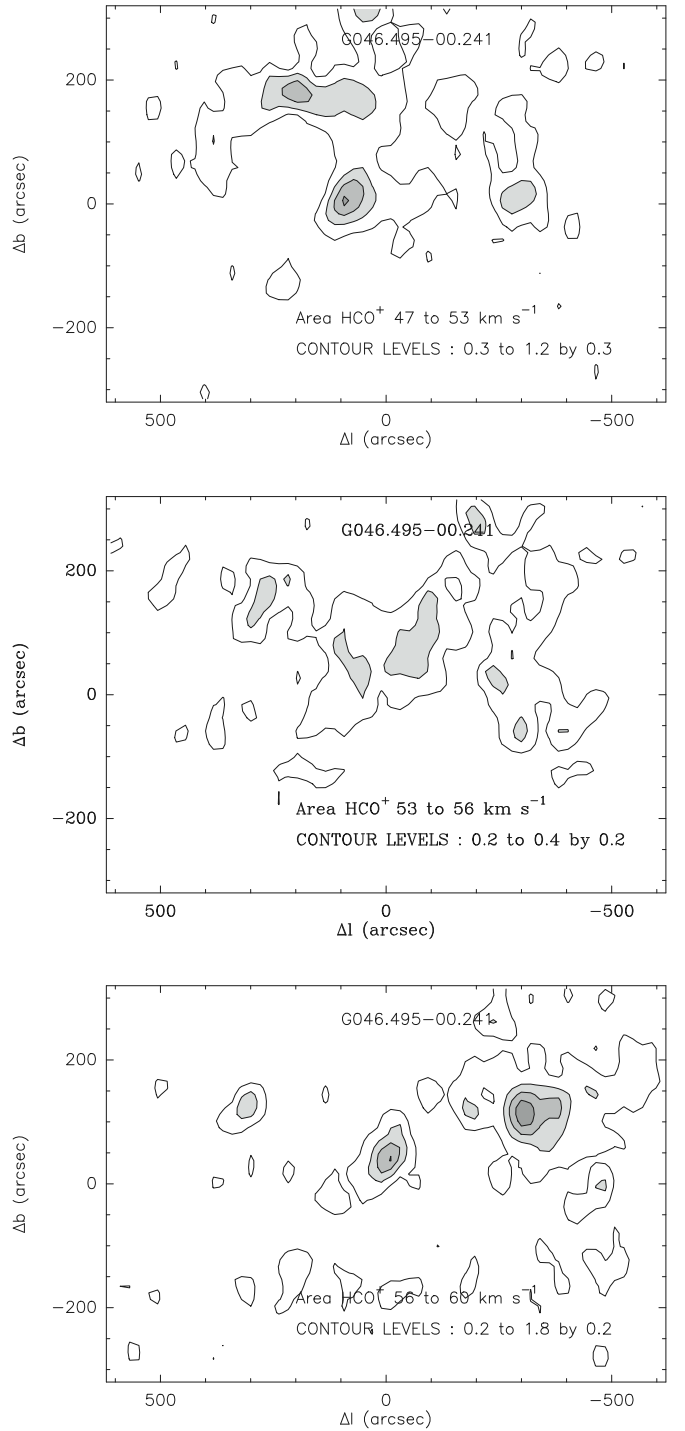 G046.495−00.241
200
0
−200
Δb (arcsec)
Area HCO+ 47 to 53 km s−1
CONTOUR LEVELS : 0.3 to 1.2 by 0.3
500
0
−500
Δl (arcsec)
G046.495−00.241
200
0
−200
Δb (arcsec)
Area HCO+ 53 to 56 km s−1
CONTOUR LEVELS : 0.2 to 0.4 by 0.2
500
0
−500
Δl (arcsec)
G046.495−00.241
200
0
−200
Δb (arcsec)
Area HCO+ 56 to 60 km s−1
CONTOUR LEVELS : 0.2 to 1.8 by 0.2
500
0
−500
Δl (arcsec)